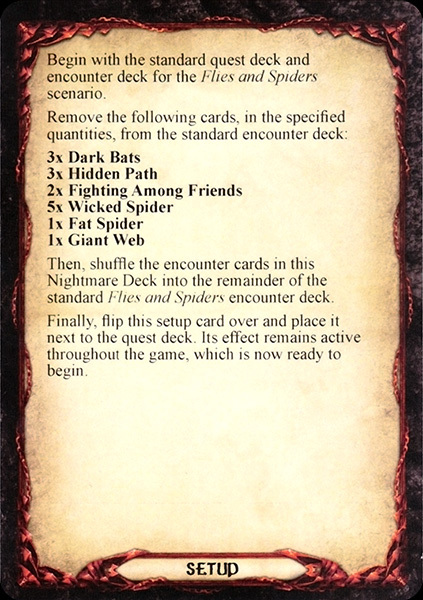 Begin with the standard quest deck and
encounter deck for the Flies and Spiders
scenario.
Remove the following cards, in the specified
quantities, from the standard encounter deck:
3x Dark Bats
3x Hidden Path
2x Fighting Among Friends
5x Wicked Spider
1x Fat Spider
1x Giant Web
Then, shuffle the encounter cards in this
Nightmare Deck into the remainder of the
standard Flies and Spiders encounter deck.
Finally, flip this setup card over and place it
next to the quest deck. Its effect remains active
throughout the game, which is now ready to
begin.
SETUP